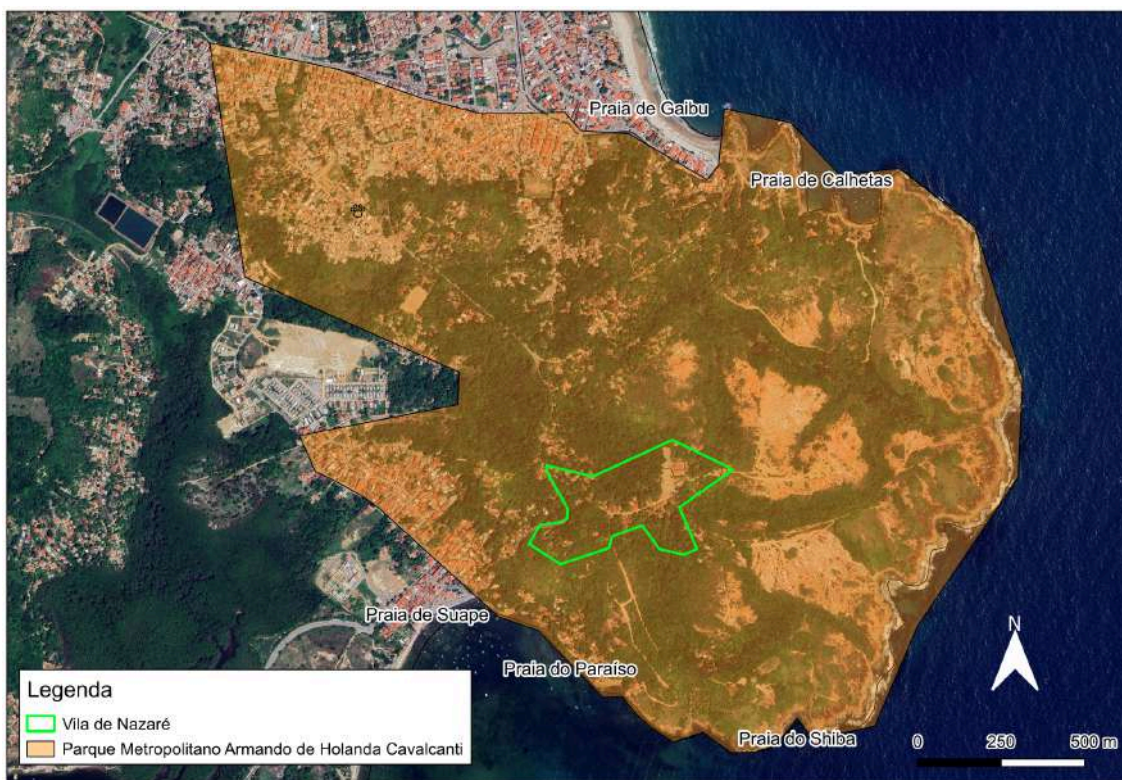 Praia de Gaibu
Praia de Calhetas
Praia de Suape
Praia do Paraíso
Praia do Shiba
N
0 250 500 m
Legenda
Vila de Nazaré
Parque Metropolitano Armando de Holanda Cavalcanti